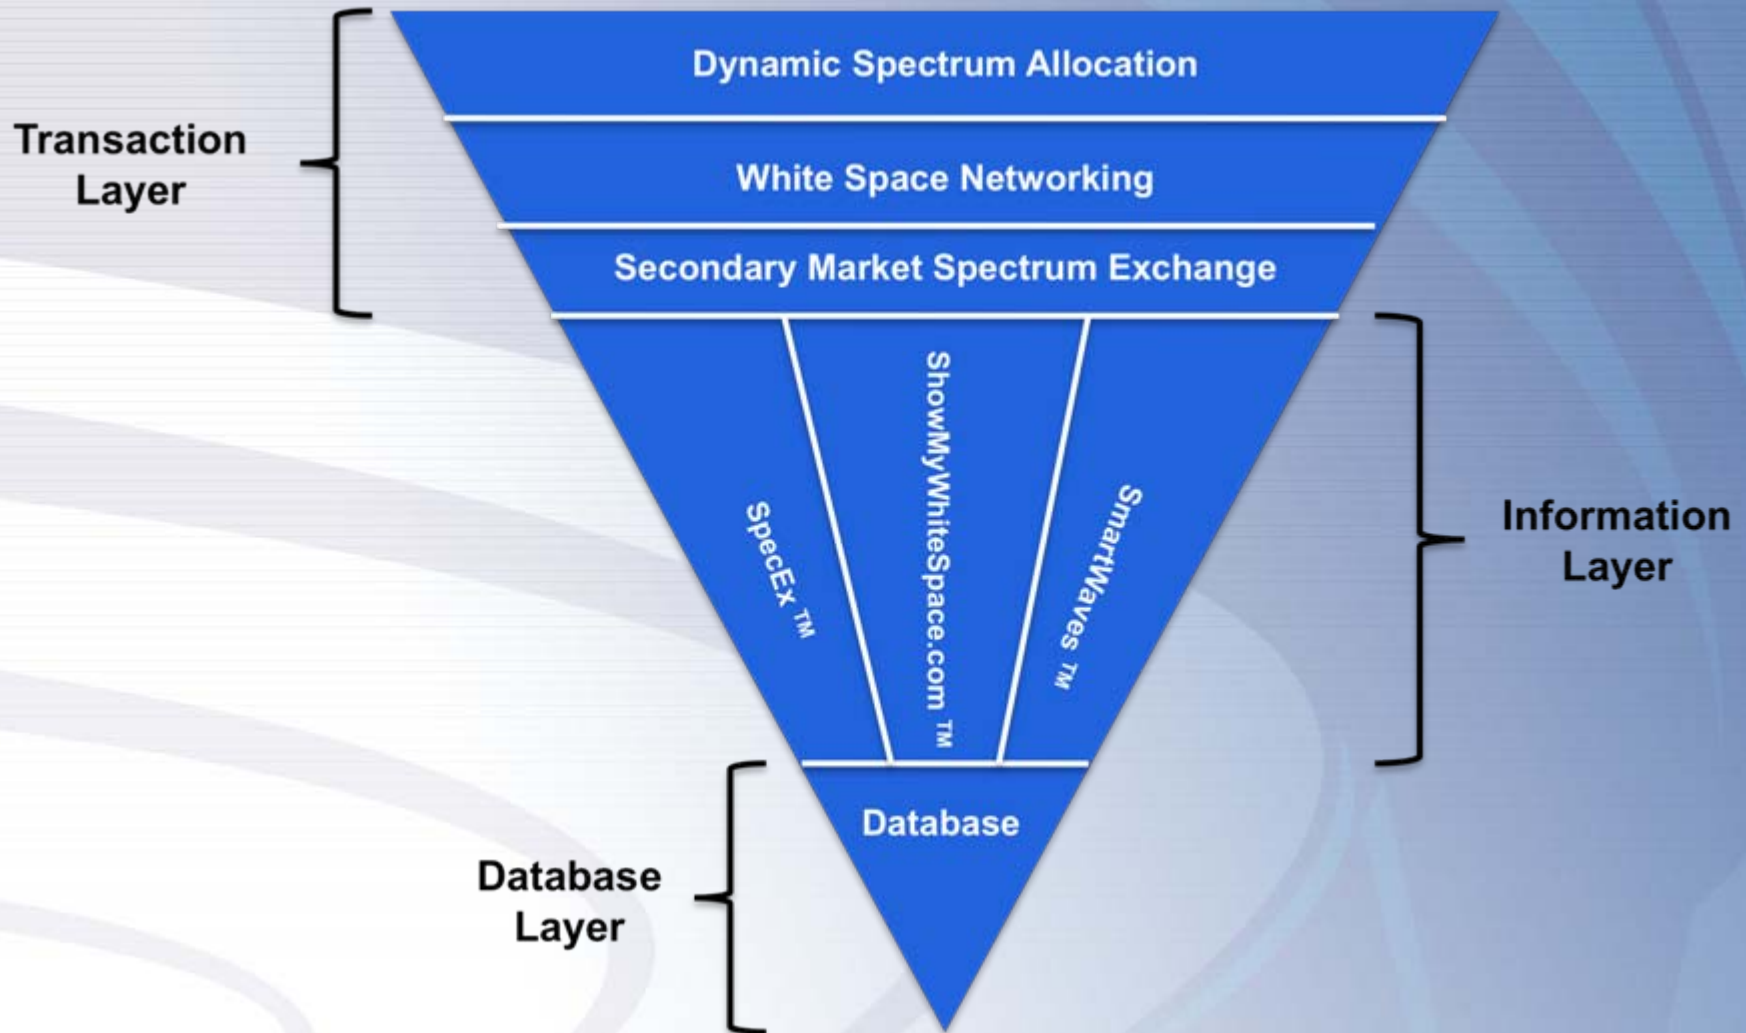 Dynamic Spectrum Allocation
Transaction
Layer
White Space Networking
Secondary Market Spectrum Exchange
SpecEx ™
ShowMyWhiteSpace.com ™
SmartWaves ™
Information
Layer
Database
Database
Layer